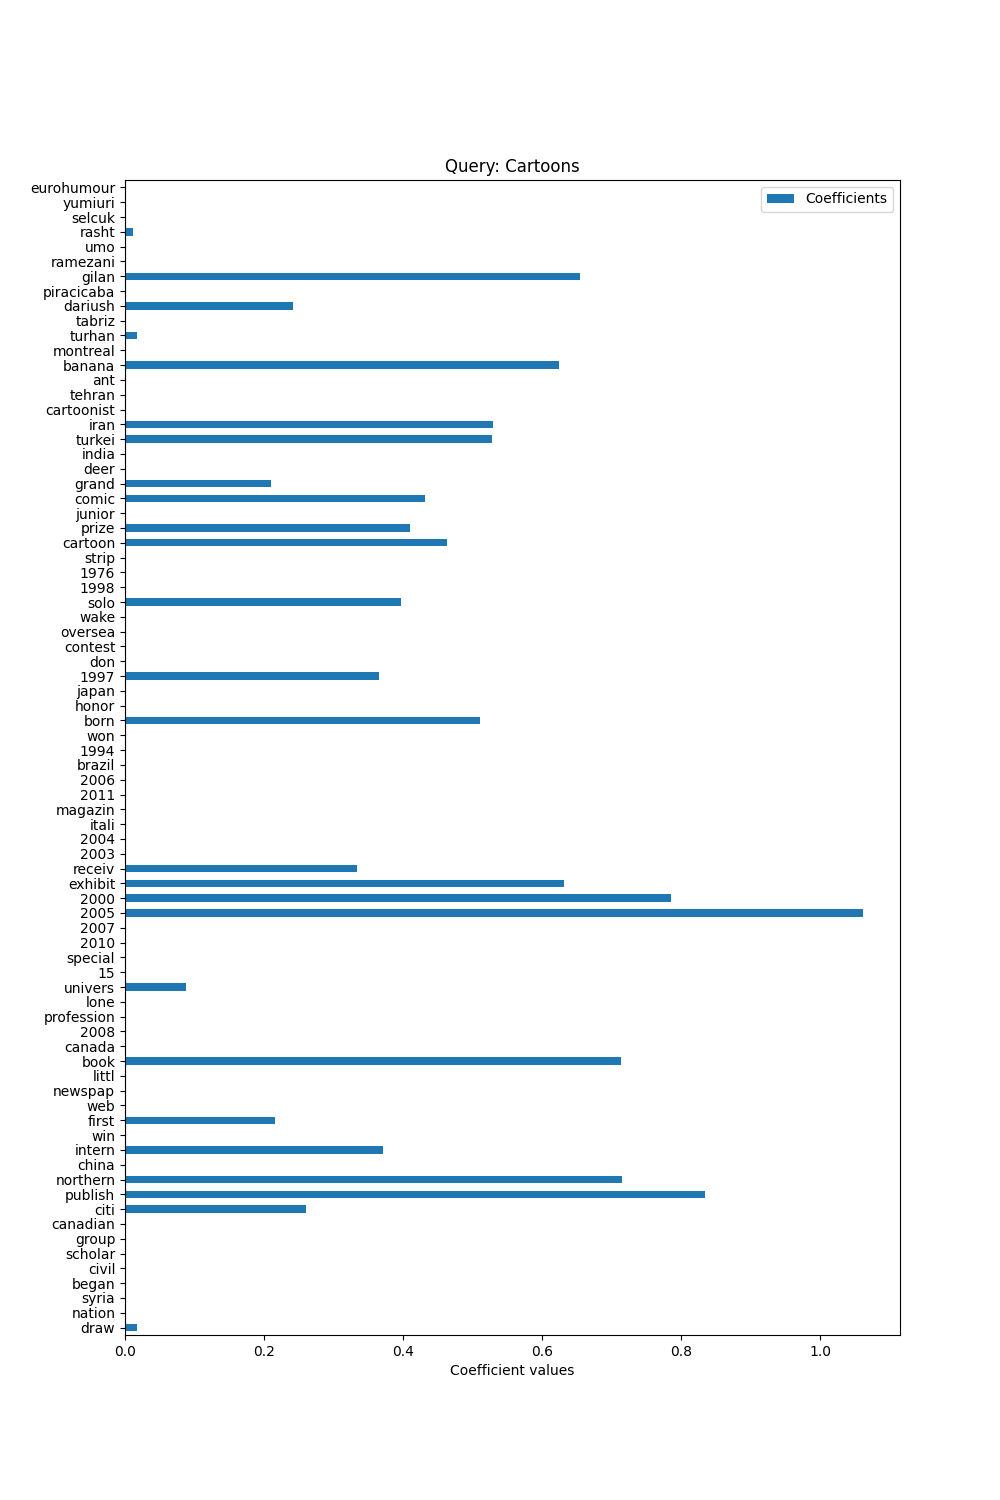 Query: Cartoons
Coefficients
eurohumour
yumiuri
selcuk
rasht
umo
ramezani
gilan
piracicaba
dariush
tabriz
turhan
montreal
banana
ant
tehran
cartoonist
iran
turkei
india
deer
grand
comic
junior
prize
cartoon
strip
1976
1998
solo
wake
oversea
contest
don
1997
japan
honor
born
won
1994
brazil
2006
2011
magazin
itali
2004
2003
receiv
exhibit
2000
2005
2007
2010
special
15
univers
lone
profession
2008
canada
book
littl
newspap
web
first
win
intern
china
northern
publish
citi
canadian
group
scholar
civil
began
syria
nation
draw
0.0 0.2 0.4 0.6 0.8 1.0
Coefficient values